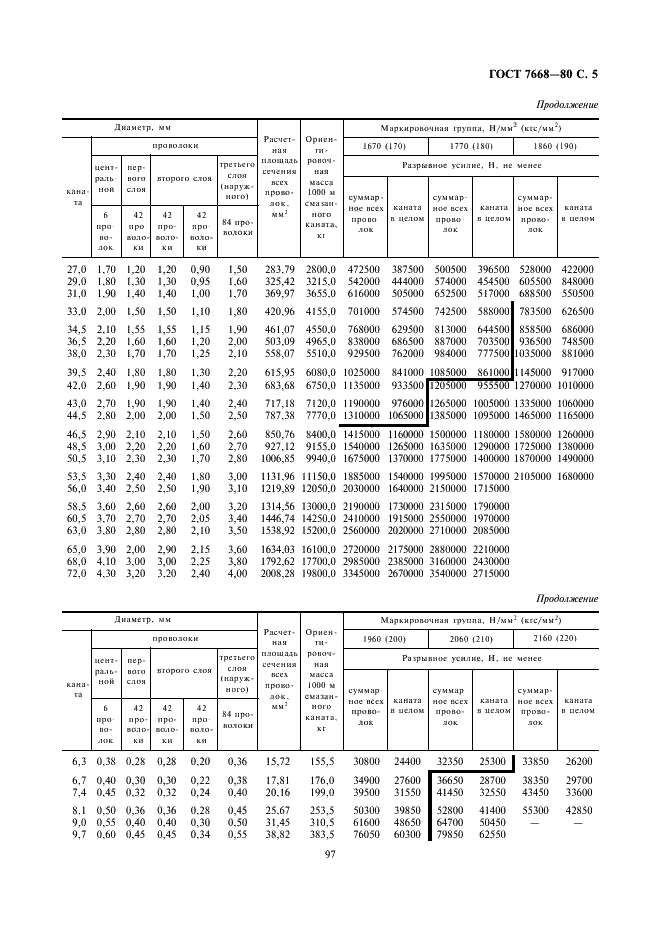 ГОСТ 7668—80 С. 5
Продолжение
Диаметр, мм
Расчетная площадь сечения всех проволок, мм²
Ориентировочная масса 1000 м смазанного каната, кг
Маркировочная группа, Н/мм² (кгс/мм²)
каната
проволоки
1670 (170) 1770 (180) 1860 (190)
центральной первого слоя второго слоя третьего слоя (наружного)
Разрывное усилие, Н, не менее
6 проволок 42 проволоки 42 проволоки 42 проволоки 84 проволоки
суммарное всех проволок каната в целом суммарное всех проволок каната в целом суммарное всех проволок каната в целом
27,0 1,70 1,20 1,20 0,90 1,50 283,79 2800,0 472500 387500 500500 396500 528000 422000
29,0 1,80 1,30 1,30 0,95 1,60 325,42 3215,0 542000 444000 574000 454500 605500 848000
31,0 1,90 1,40 1,40 1,00 1,70 369,97 3655,0 616000 505000 652500 517000 688500 550500
33,0 2,00 1,50 1,50 1,10 1,80 420,96 4155,0 701000 574500 742500 588000 783500 626500
34,5 2,10 1,55 1,55 1,15 1,90 461,07 4550,0 768000 629500 813000 644500 858500 686000
36,5 2,20 1,60 1,60 1,20 2,00 503,09 4965,0 838000 686500 887000 703500 936500 748500
38,0 2,30 1,70 1,70 1,25 2,10 558,07 5510,0 929500 762000 984000 777500 1035000 881000
39,5 2,40 1,80 1,80 1,30 2,20 615,95 6080,0 1025000 841000 1085000 861000 1145000 917000
42,0 2,60 1,90 1,90 1,40 2,30 683,68 6750,0 1135000 933500 1205000 955500 1270000 1010000
43,0 2,70 1,90 1,90 1,40 2,40 717,18 7120,0 1190000 976000 1265000 1005000 1335000 1060000
44,5 2,80 2,00 2,00 1,50 2,50 787,38 7770,0 1310000 1065000 1385000 1095000 1465000 1165000
46,5 2,90 2,10 2,10 1,50 2,60 850,76 8400,0 1415000 1160000 1500000 1180000 1580000 1260000
48,5 3,00 2,20 2,20 1,60 2,70 927,12 9155,0 1540000 1265000 1635000 1290000 1725000 1380000
50,5 3,10 2,30 2,30 1,70 2,80 1006,85 9940,0 1675000 1370000 1775000 1400000 1870000 1490000
53,5 3,30 2,40 2,40 1,80 3,00 1131,96 11150,0 1885000 1540000 1995000 1570000 2105000 1680000
56,0 3,40 2,50 2,50 1,90 3,10 1219,89 12050,0 2030000 1640000 2150000 1715000
58,5 3,60 2,60 2,60 2,00 3,20 1314,56 13000,0 2190000 1730000 2315000 1790000
60,5 3,70 2,70 2,70 2,05 3,40 1446,74 14250,0 2410000 1915000 2550000 1970000
63,0 3,80 2,80 2,80 2,10 3,50 1538,92 15200,0 2560000 2020000 2710000 2085000
65,0 3,90 2,00 2,90 2,15 3,60 1634,03 16100,0 2720000 2175000 2880000 2210000
68,0 4,10 3,00 3,00 2,25 3,80 1792,62 17700,0 2985000 2385000 3160000 2430000
72,0 4,30 3,20 3,20 2,40 4,00 2008,28 19800,0 3345000 2670000 3540000 2715000
Продолжение
Диаметр, мм
Расчетная площадь сечения всех проволок, мм²
Ориентировочная масса 1000 м смазанного каната, кг
Маркировочная группа, Н/мм² (кгс/мм²)
каната
проволоки
1960 (200) 2060 (210) 2160 (220)
центральной первого слоя второго слоя третьего слоя (наружного)
Разрывное усилие, Н, не менее
6 проволок 42 проволоки 42 проволоки 42 проволоки 84 проволоки
суммарное всех проволок каната в целом суммарное всех проволок каната в целом суммарное всех проволок каната в целом
6,3 0,38 0,28 0,28 0,20 0,36 15,72 155,5 30800 24400 32350 25300 33850 26200
6,7 0,40 0,30 0,30 0,22 0,38 17,81 176,0 34900 27600 36650 28700 38350 29700
7,4 0,45 0,32 0,32 0,24 0,40 20,16 199,0 39500 31550 41450 32550 43450 33600
8,1 0,50 0,36 0,36 0,28 0,45 25,67 253,5 50300 39850 52800 41400 55300 42850
9,0 0,55 0,40 0,40 0,30 0,50 31,45 310,5 61600 48650 64700 50450 — —
9,7 0,60 0,45 0,45 0,34 0,55 38,82 383,5 76050 60300 79850 62550
97